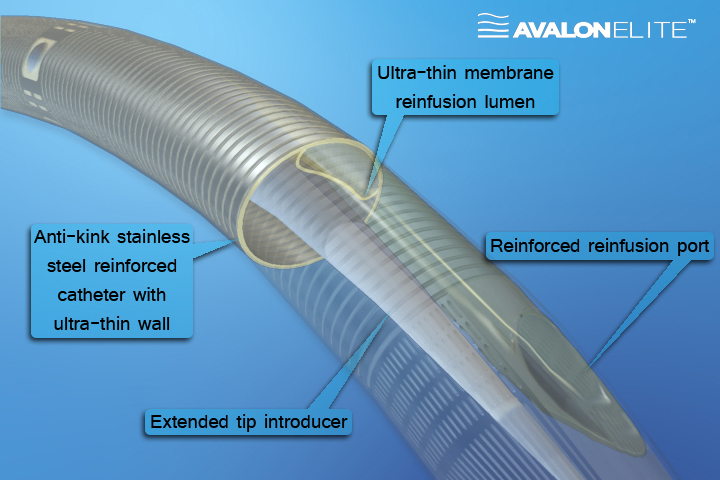 AVALONELITE™
Ultra-thin membrane
reinfusion lumen
Anti-kink stainless
steel reinforced
catheter with
ultra-thin wall
Reinforced reinfusion port
Extended tip introducer